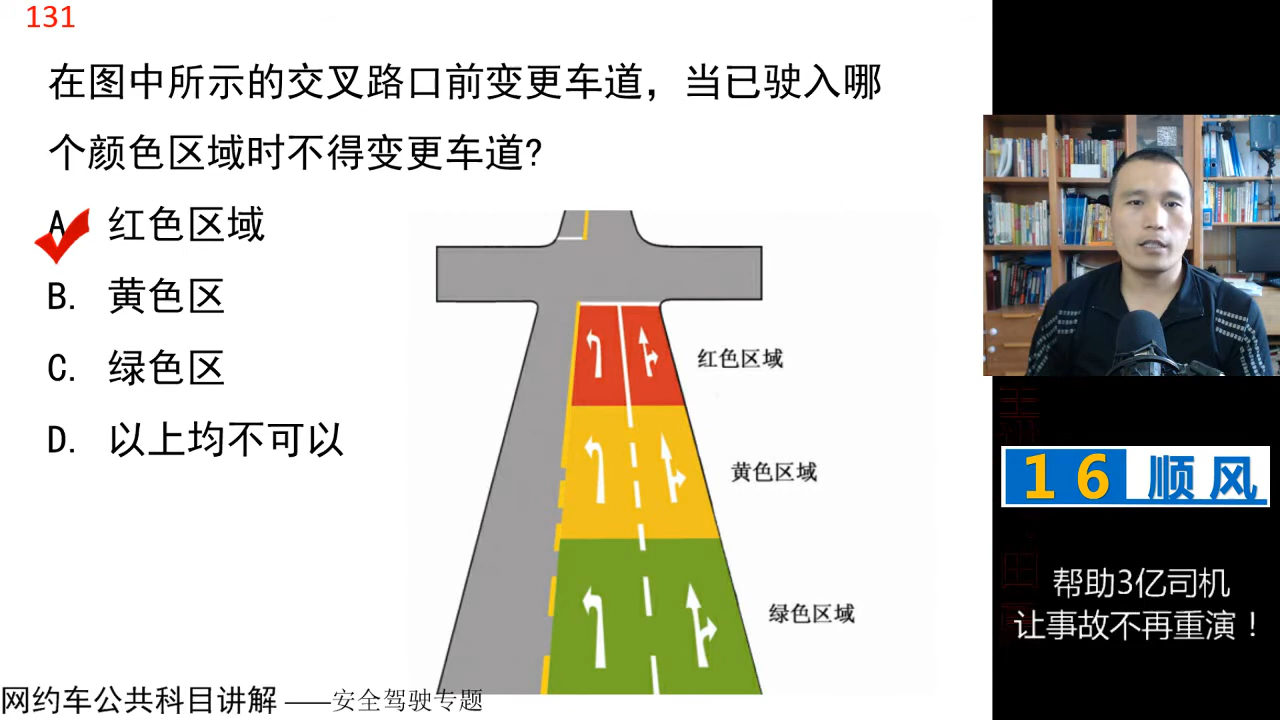 131
在图中所示的交叉路口前变更车道，当已驶入哪
个颜色区域时不得变更车道?
A 红色区域
B. 黄色区
C. 绿色区
D. 以上均不可以
红色区域
黄色区域
绿色区域
网约车公共科目讲解 ——安全驾驶专题
16顺风
帮助3亿司机
让事故不再重演！